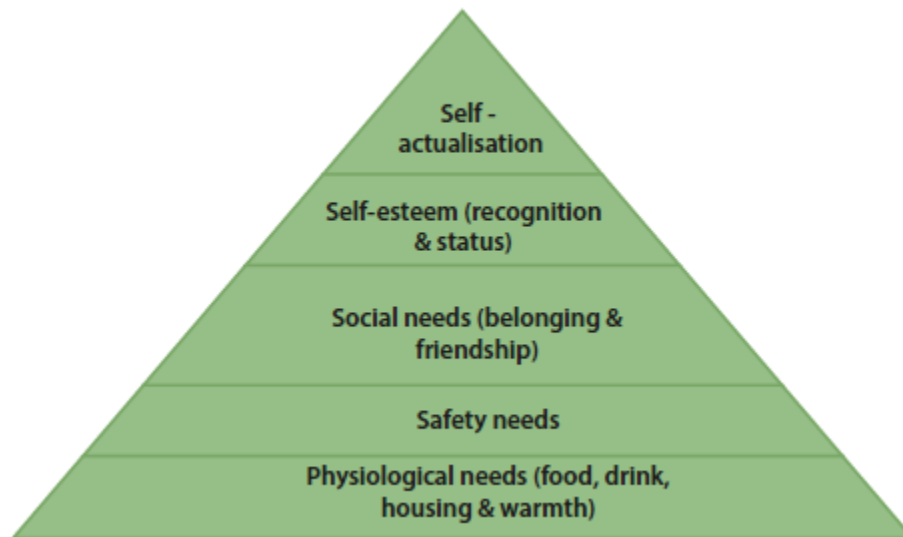 Self -
actualisation
Self-esteem (recognition
& status)
Social needs (belonging &
friendship)
Safety needs
Physiological needs (food, drink,
housing & warmth)